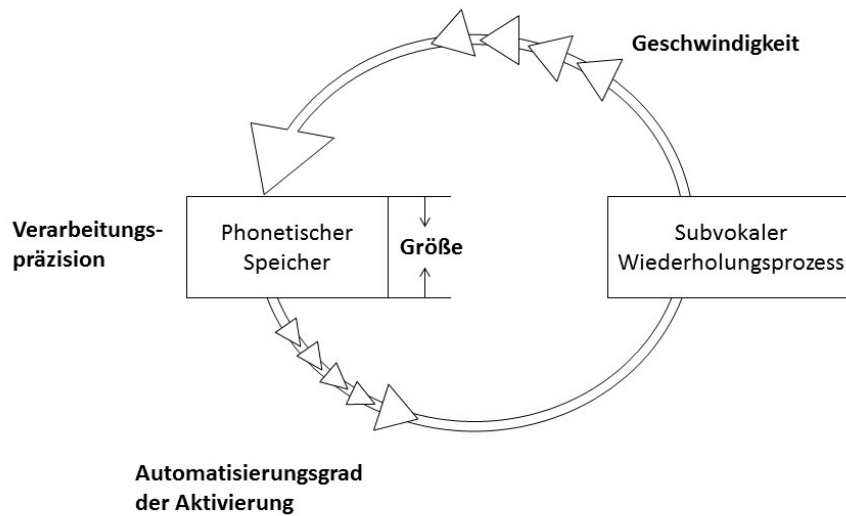 Geschwindigkeit
Verarbeitungs-
präzision
Phonetischer
Speicher
Größe
Subvokaler
Wiederholungsprozess
Automatisierungsgrad
der Aktivierung